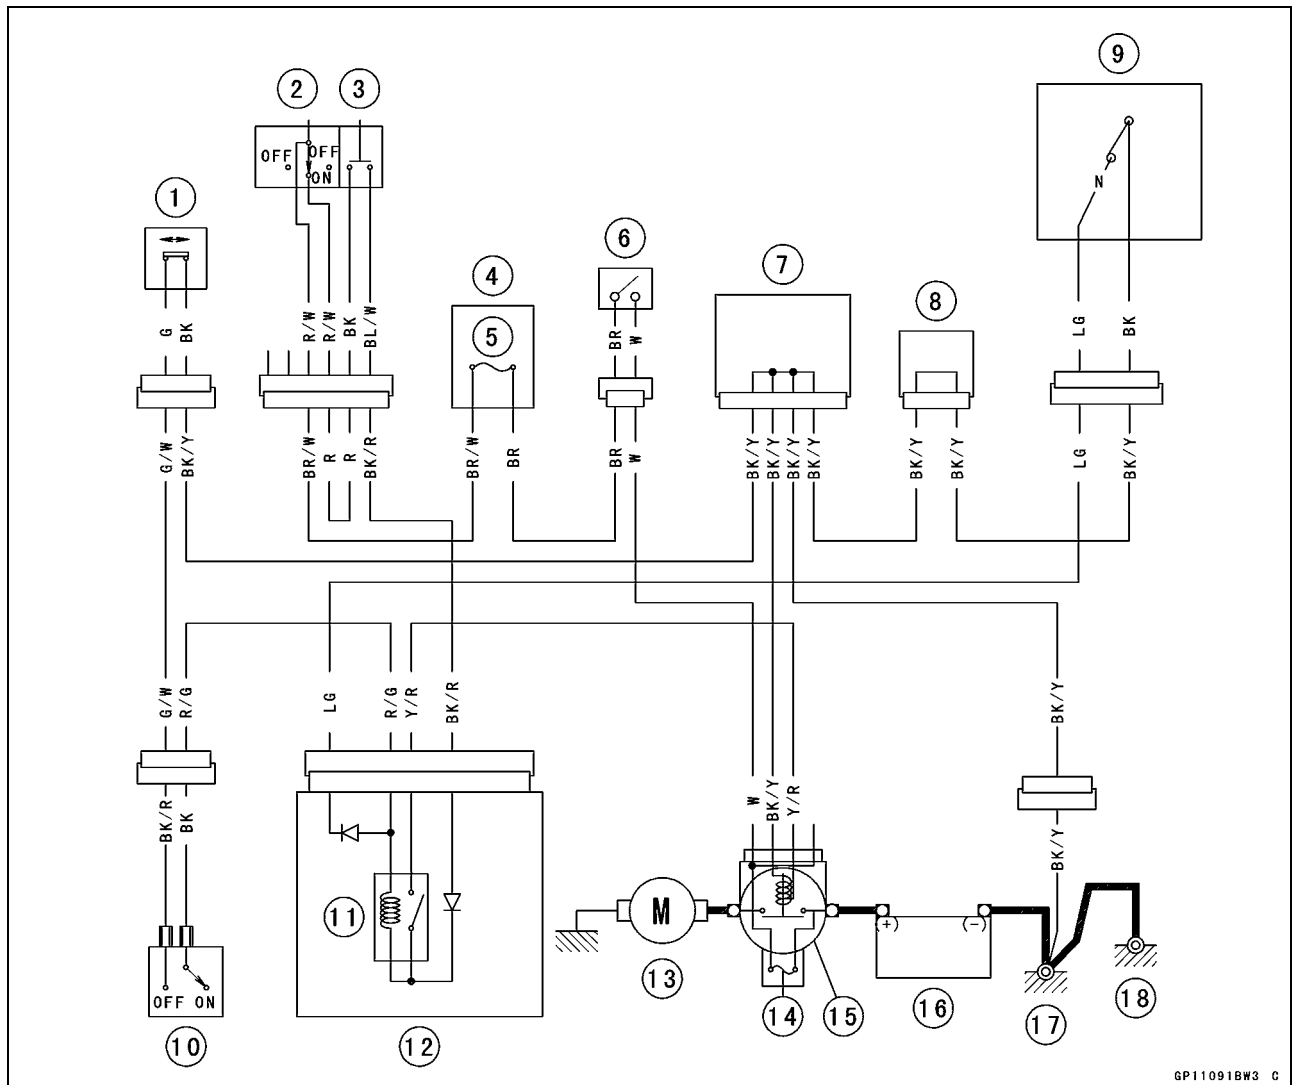 9
2 3
OFF OFF
ON
1
6
N
7
4
8
5
G BK R/W R/W BK BL/W BR W LG BK
G/W BK/Y BR/W R R BK/R BR/W BR BR W BK/Y BK/Y BK/Y BK/Y BK/Y BK/Y LG BK/Y
G/W R/G LG R/G Y/R BK/R BK/Y
W BK/Y Y/R
BK/R BK BK/Y
11
M
(+) (-)
OFF ON
13 14 15 16 17 18
10 12
GP11091BW3 C